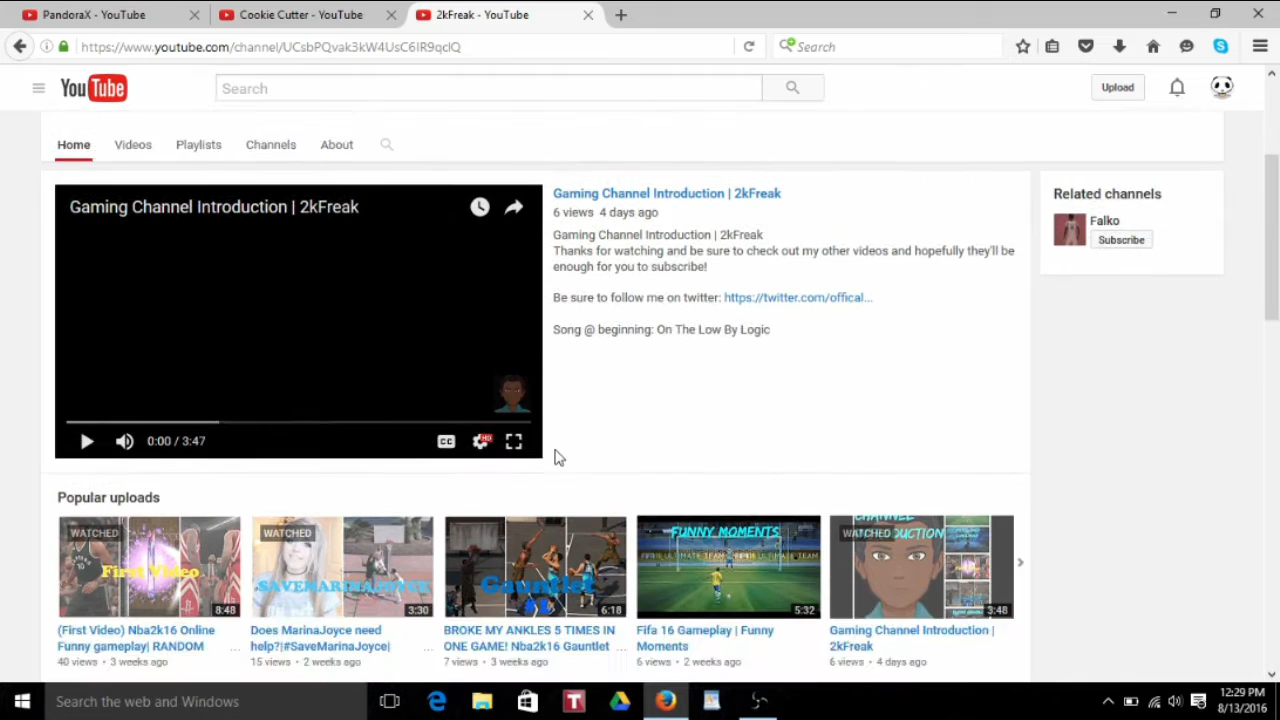 PandoraX - YouTube
Cookie Cutter - YouTube
2kFreak - YouTube
https://www.youtube.com/channel/UCsbPQvak3kW4UsC6IR9qclQ
Search
YouTube
Search
Upload
Home Videos Playlists Channels About
Gaming Channel Introduction | 2kFreak
0:00 / 3:47
CC
HD
Gaming Channel Introduction | 2kFreak
6 views 4 days ago
Gaming Channel Introduction | 2kFreak
Thanks for watching and be sure to check out my other videos and hopefully they'll be
enough for you to subscribe!
Be sure to follow me on twitter: https://twitter.com/offical...
Song @ beginning: On The Low By Logic
Related channels
Falko
Subscribe
Popular uploads
WATCHED
First Video
8:48
(First Video) Nba2k16 Online
Funny gameplay| RANDOM
...
40 views • 3 weeks ago
WATCHED
SAVEMARINAJOYCE
3:30
Does MarinaJoyce need
help?|#SaveMarinaJoyce|
...
15 views • 2 weeks ago
Gauntlet
#1
6:18
BROKE MY ANKLES 5 TIMES IN
ONE GAME! Nba2k16 Gauntlet
...
7 views • 3 weeks ago
FUNNY MOMENTS
5:32
Fifa 16 Gameplay | Funny
Moments
6 views • 2 weeks ago
CHANNEL
WATCHED
3:48
Gaming Channel Introduction |
2kFreak
6 views • 4 days ago
Search the web and Windows
12:29 PM
8/13/2016